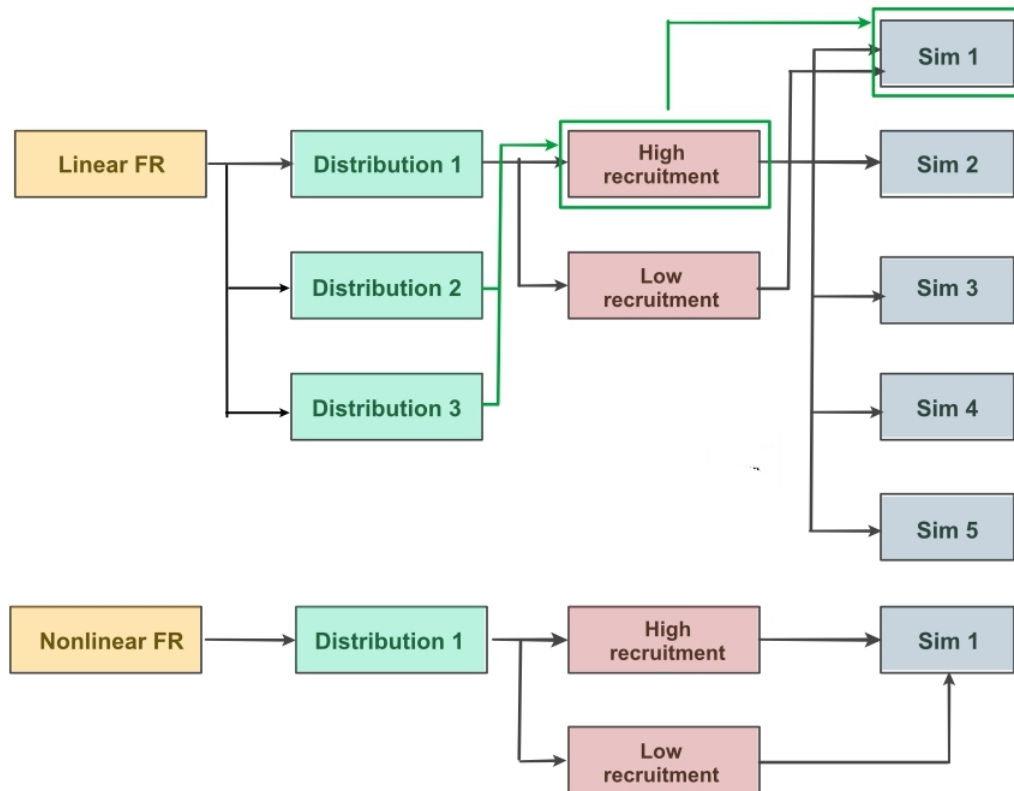 Sim 1
Linear FR
Distribution 1
High
recruitment
Sim 2
Distribution 2
Low
recruitment
Sim 3
Distribution 3
Sim 4
Sim 5
Nonlinear FR
Distribution 1
High
recruitment
Sim 1
Low
recruitment